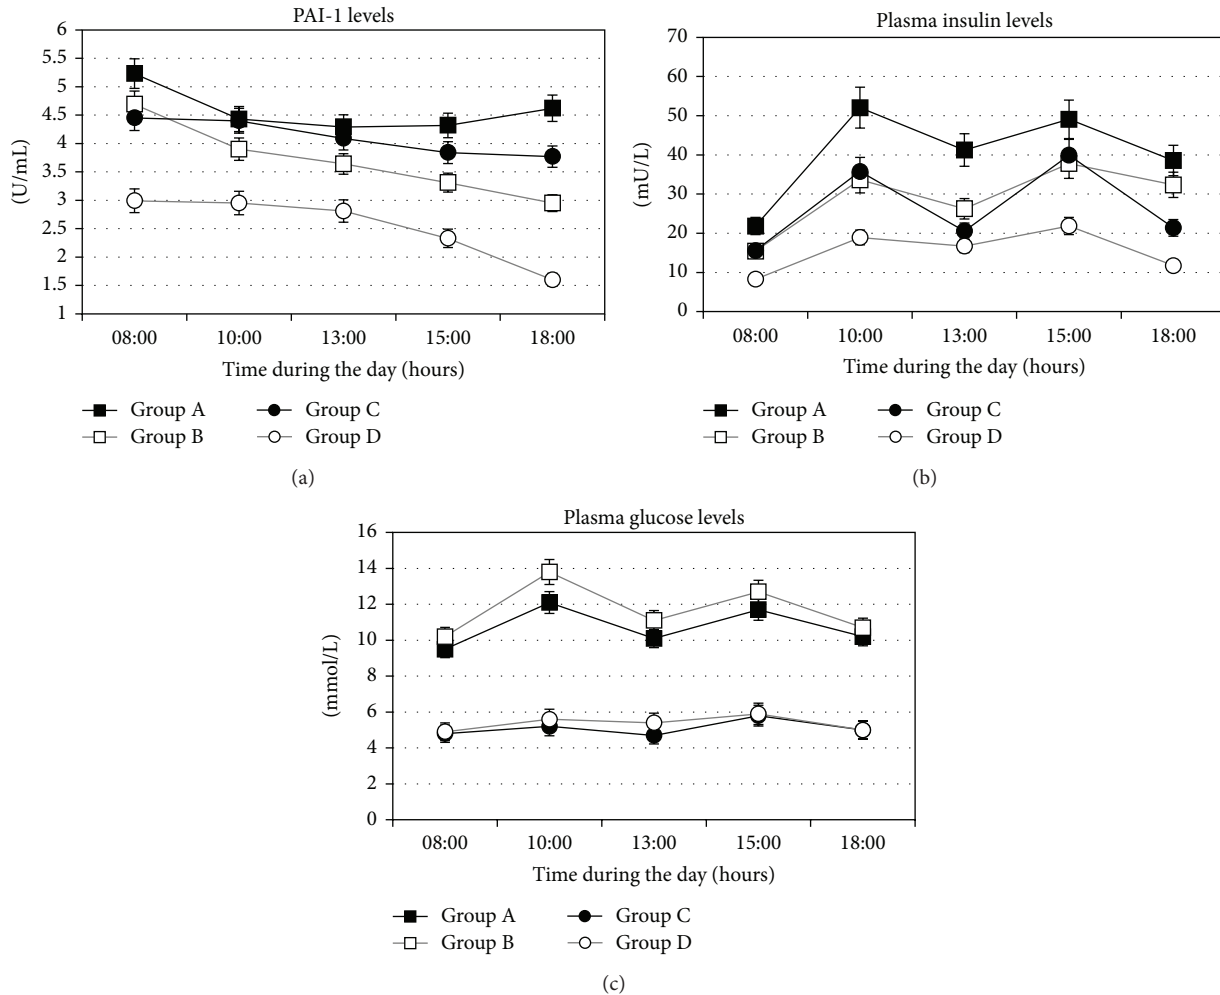 PAI-1 levels
6
5.5
5
4.5
4
3.5
3
2.5
2
1.5
1
(U/mL)
08:00 10:00 13:00 15:00 18:00
Time during the day (hours)
Group A Group C
Group B Group D
(a)
Plasma insulin levels
70
60
50
40
30
20
10
0
(mU/L)
08:00 10:00 13:00 15:00 18:00
Time during the day (hours)
Group A Group C
Group B Group D
(b)
Plasma glucose levels
16
14
12
10
8
6
4
2
0
(mmol/L)
08:00 10:00 13:00 15:00 18:00
Time during the day (hours)
Group A Group C
Group B Group D
(c)